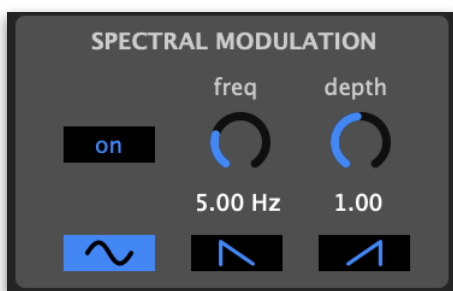 SPECTRAL MODULATION
freq depth
on
5.00 Hz 1.00